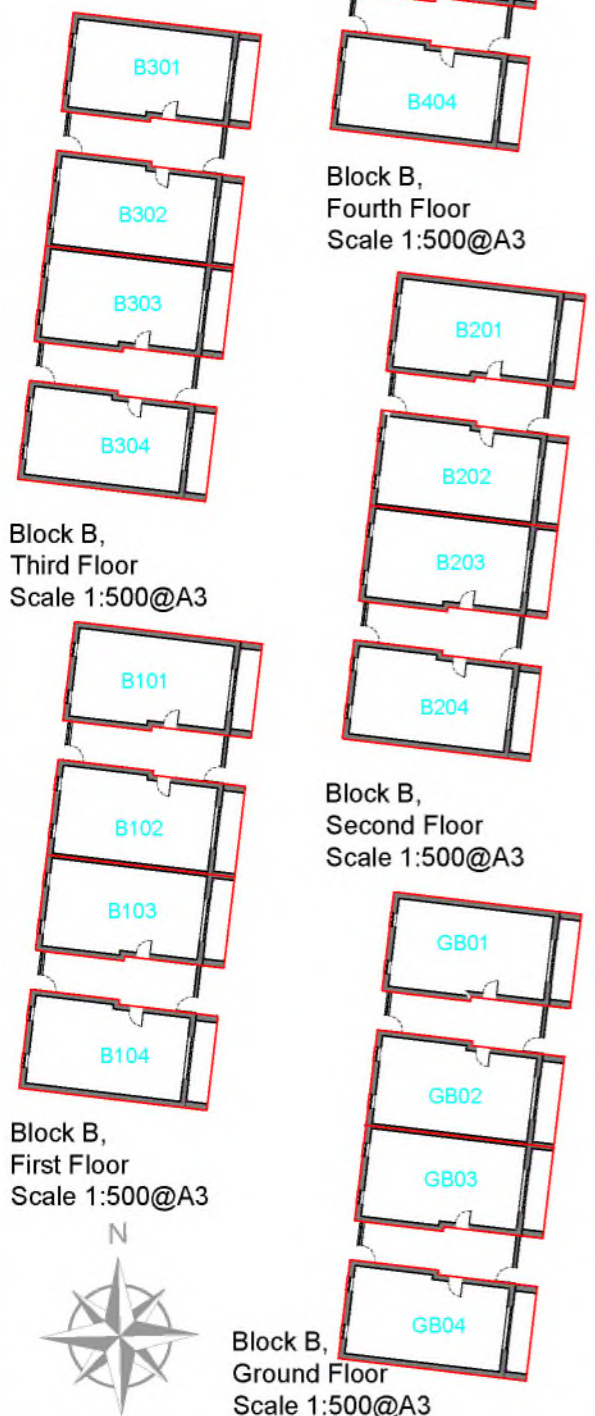 B301
B302
B303
B304
Block B,
Third Floor
Scale 1:500@A3
B404
Block B,
Fourth Floor
Scale 1:500@A3
B201
B202
B203
B204
Block B,
Second Floor
Scale 1:500@A3
B101
B102
B103
B104
Block B,
First Floor
Scale 1:500@A3
GB01
GB02
GB03
GB04
Block B,
Ground Floor
Scale 1:500@A3
N